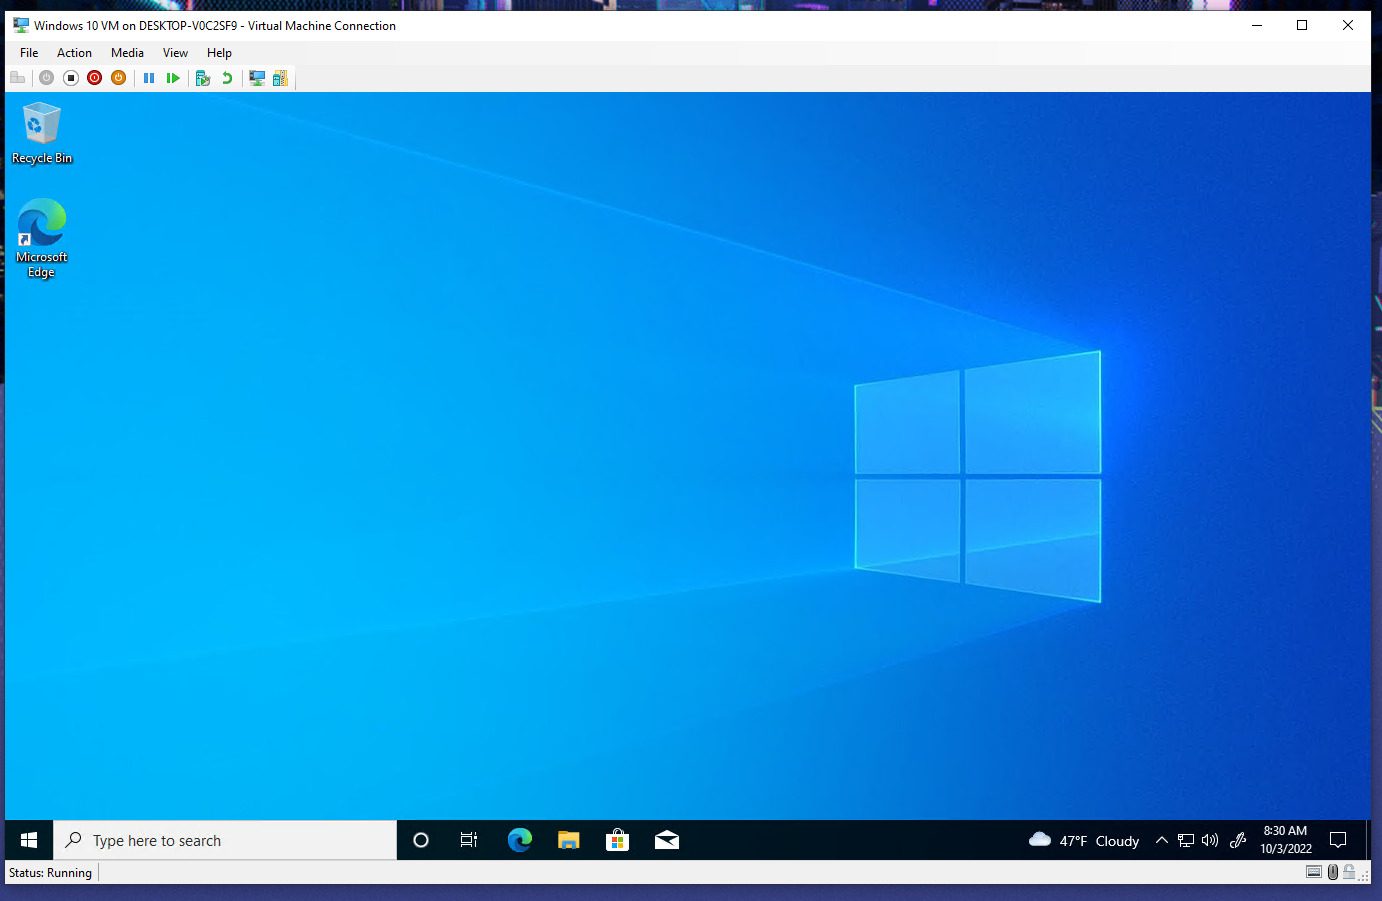 Windows 10 VM on DESKTOP-V0C2SF9 - Virtual Machine Connection
File Action Media View Help
Recycle Bin
Microsoft
Edge
Type here to search
47°F Cloudy
8:30 AM
10/3/2022
Status: Running